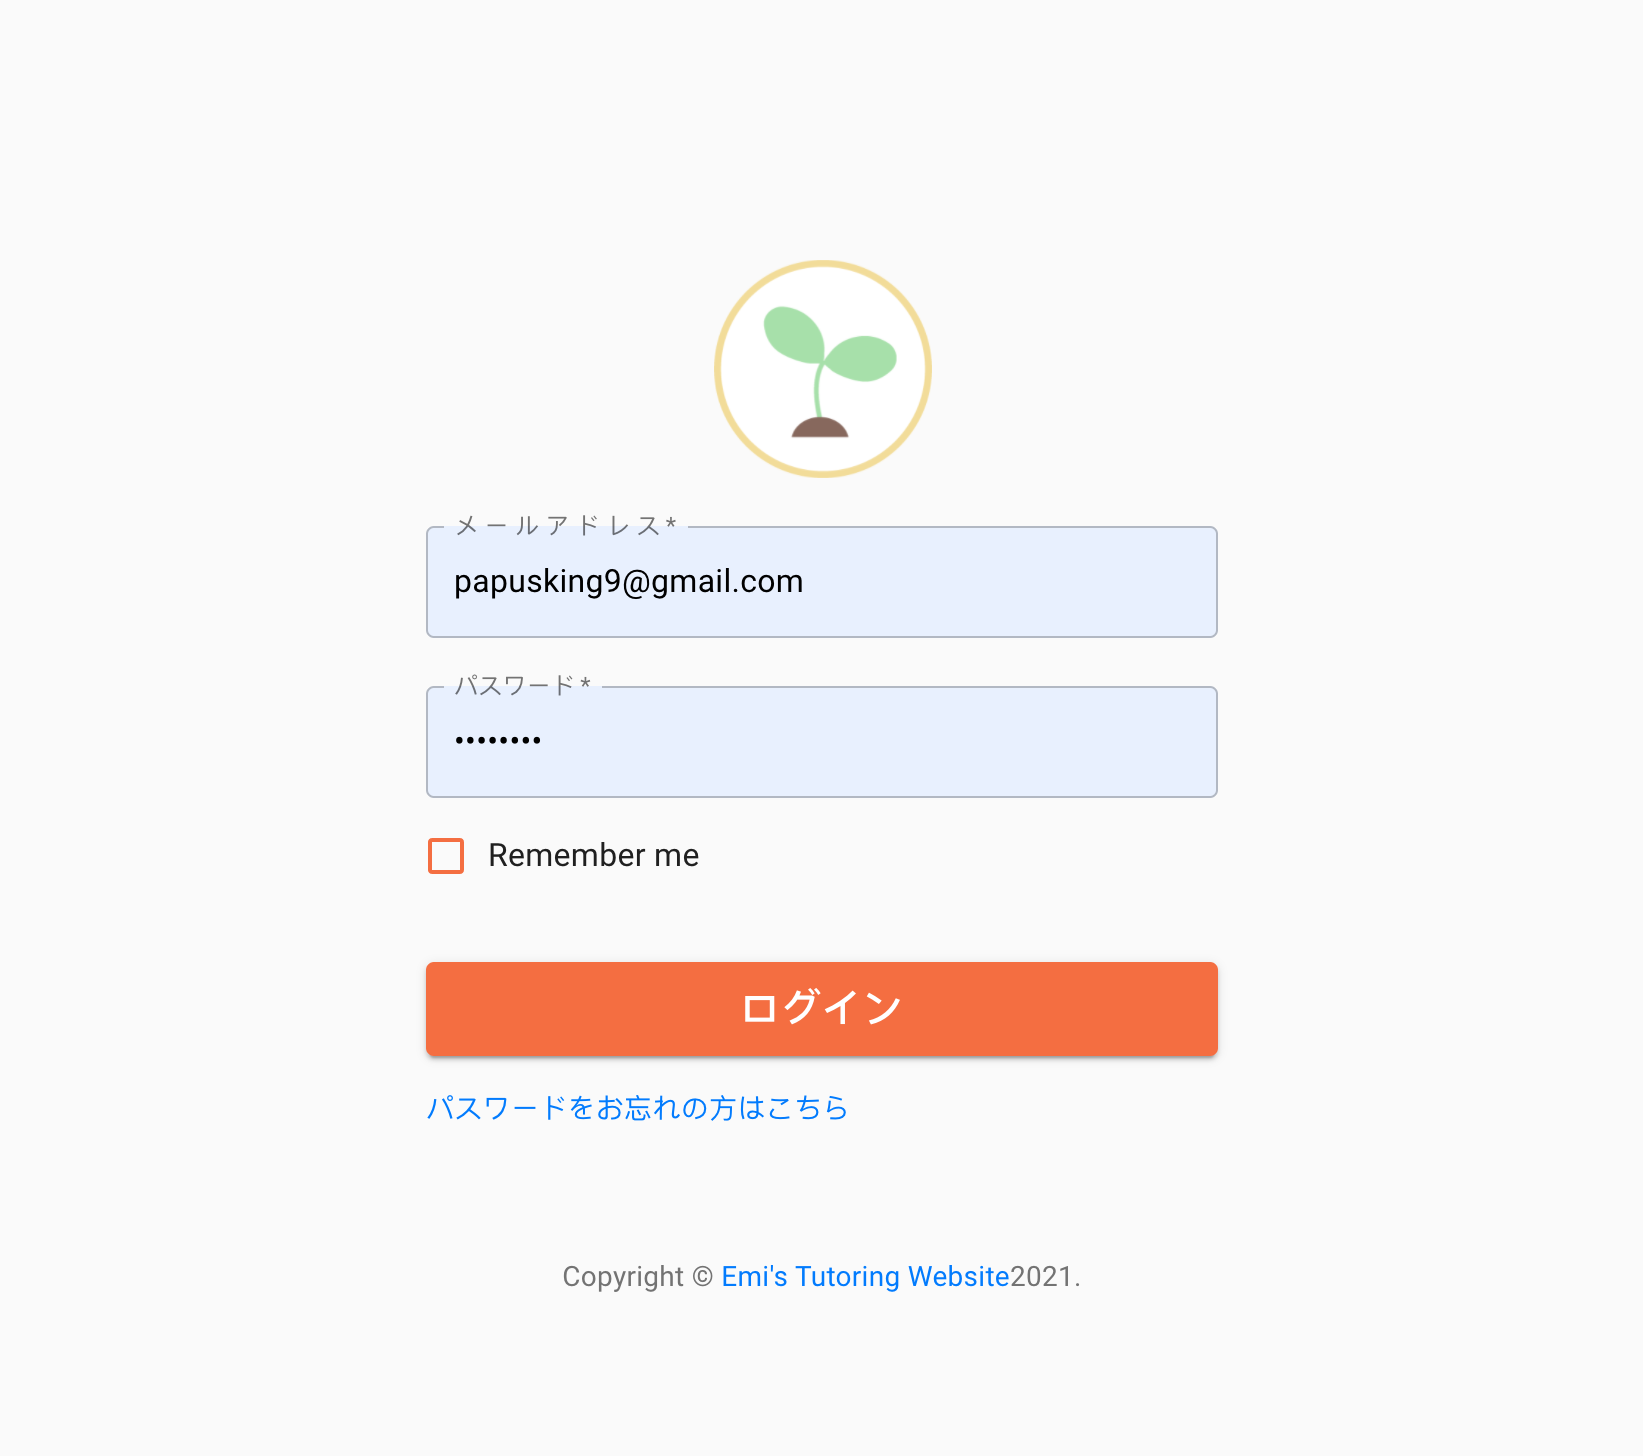 メールアドレス *
papusking9@gmail.com
パスワード *
••••••••
Remember me
ログイン
パスワードをお忘れの方はこちら
Copyright © Emi's Tutoring Website2021.